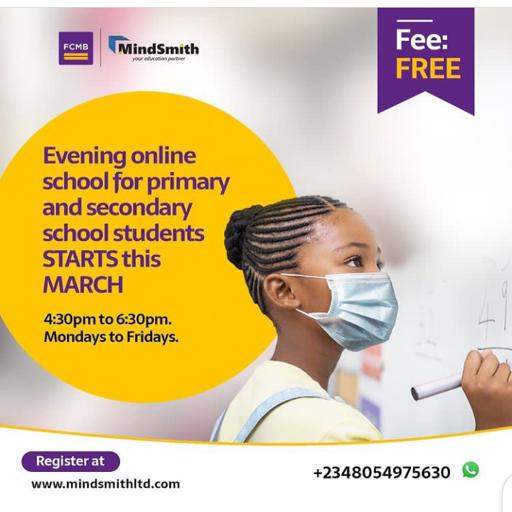 FCMB
MindSmith
your education partner
Fee:
FREE
Evening online
school for primary
and secondary
school students
STARTS this
MARCH
4:30pm to 6:30pm.
Mondays to Fridays.
Register at
www.mindsmithltd.com
+2348054975630